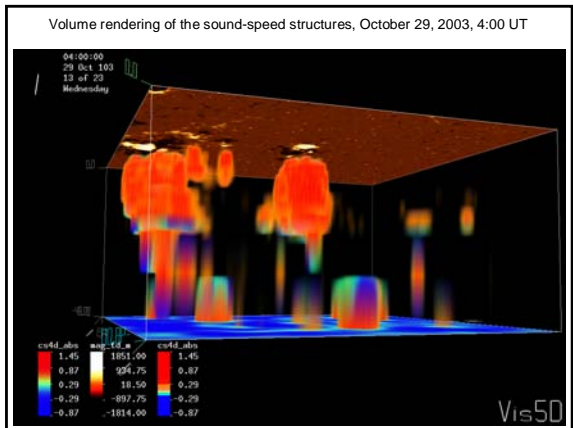 Volume rendering of the sound-speed structures, October 29, 2003, 4:00 UT
04:00:00
29 Oct 103
13 of 23
Wednesday
cs4d_abs mag_td_m cs4d_abs
1.45 1851.00 1.45
0.87 934.75 0.87
0.29 18.50 0.29
-0.29 -897.75 -0.29
-0.87 -1814.00 -0.87
Vis5D